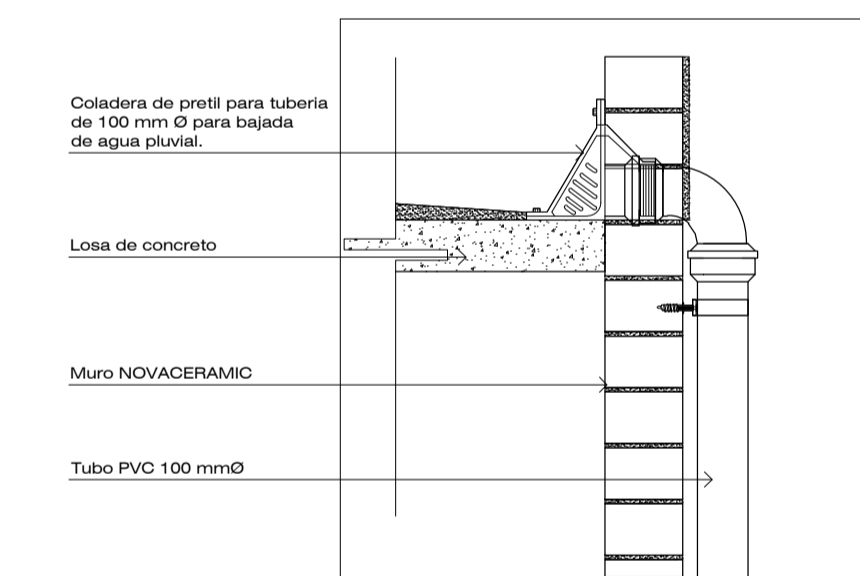 Coladera de pretil para tuberia
de 100 mm Ø para bajada
de agua pluvial.
Losa de concreto
Muro NOVACERAMIC
Tubo PVC 100 mmØ